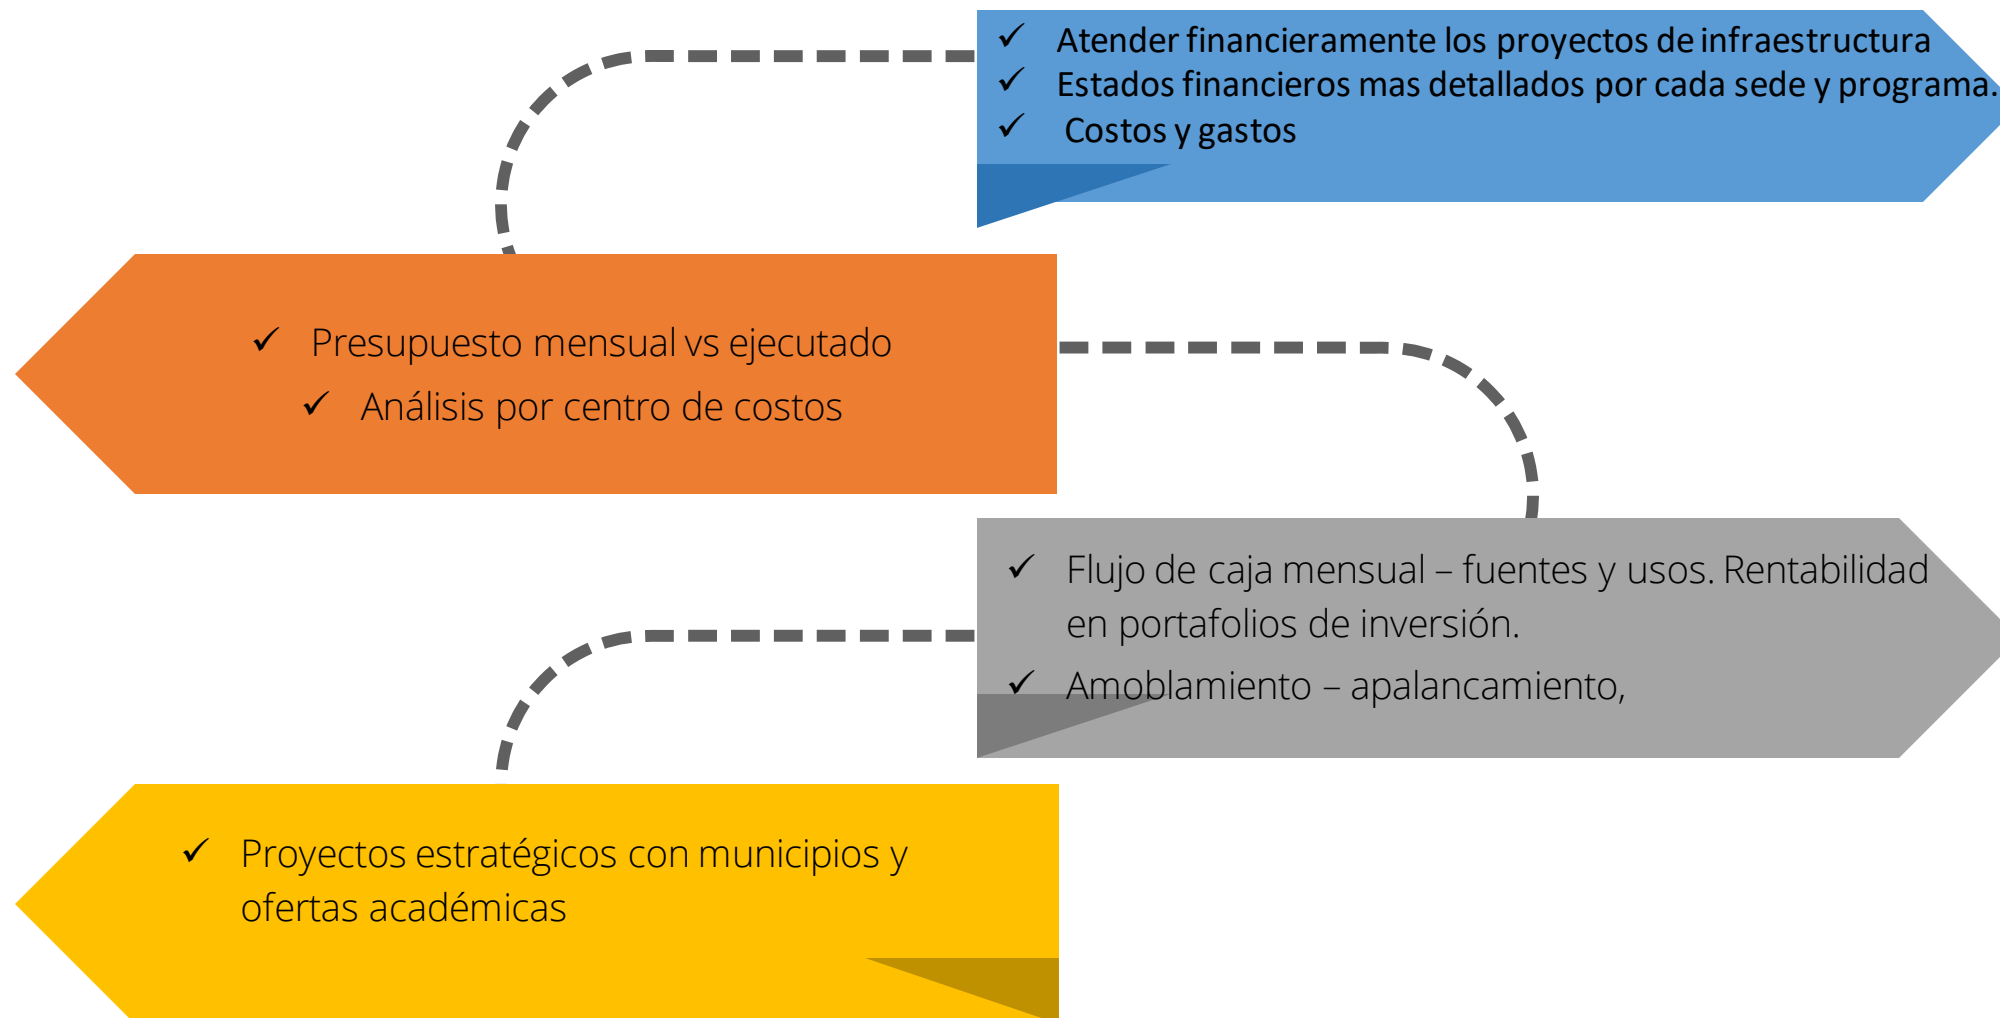 ✓ Atender financieramente los proyectos de infraestructura
✓ Estados financieros mas detallados por cada sede y programa.
✓ Costos y gastos
✓ Presupuesto mensual vs ejecutado
✓ Análisis por centro de costos
✓ Flujo de caja mensual – fuentes y usos. Rentabilidad
en portafolios de inversión.
✓ Amoblamiento – apalancamiento,
✓ Proyectos estratégicos con municipios y
ofertas académicas